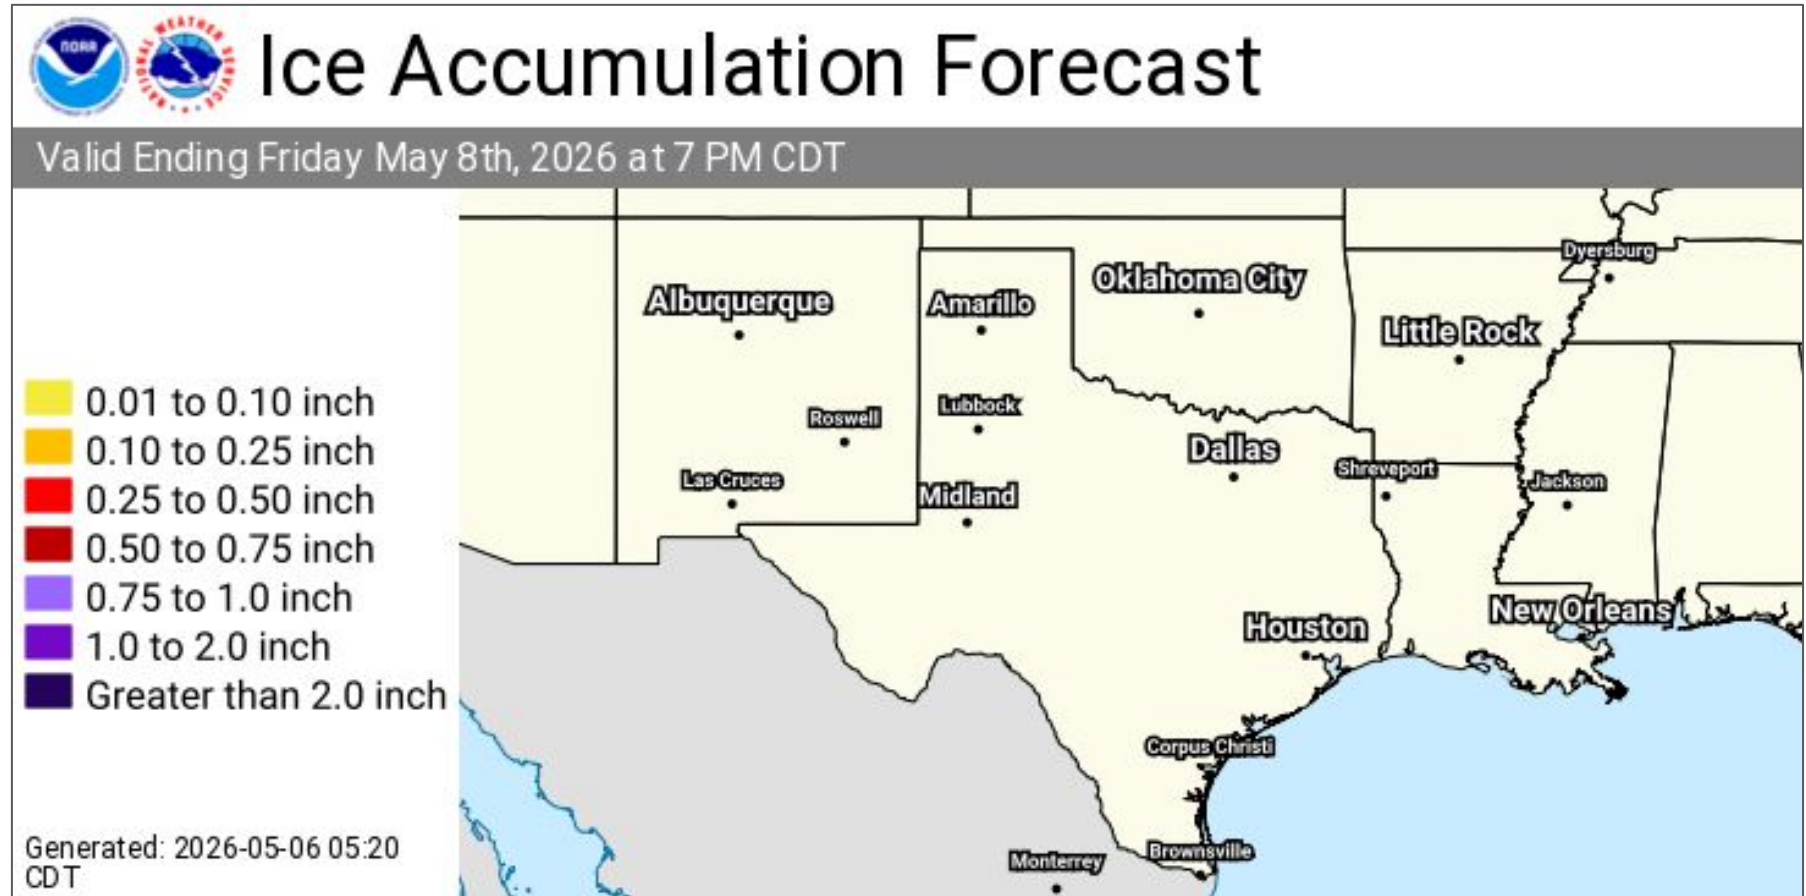 NOAA
NATIONAL WEATHER SERVICE
Ice Accumulation Forecast
Valid Ending Friday May 8th, 2026 at 7 PM CDT
0.01 to 0.10 inch
0.10 to 0.25 inch
0.25 to 0.50 inch
0.50 to 0.75 inch
0.75 to 1.0 inch
1.0 to 2.0 inch
Greater than 2.0 inch
Generated: 2026-05-06 05:20
CDT
Dyersburg
Oklahoma City
Albuquerque
Amarillo
Little Rock
Lubbock
Roswell
Dallas
Shreveport
Las Cruces
Jackson
Midland
New Orleans
Houston
Corpus Christi
Brownsville
Monterrey